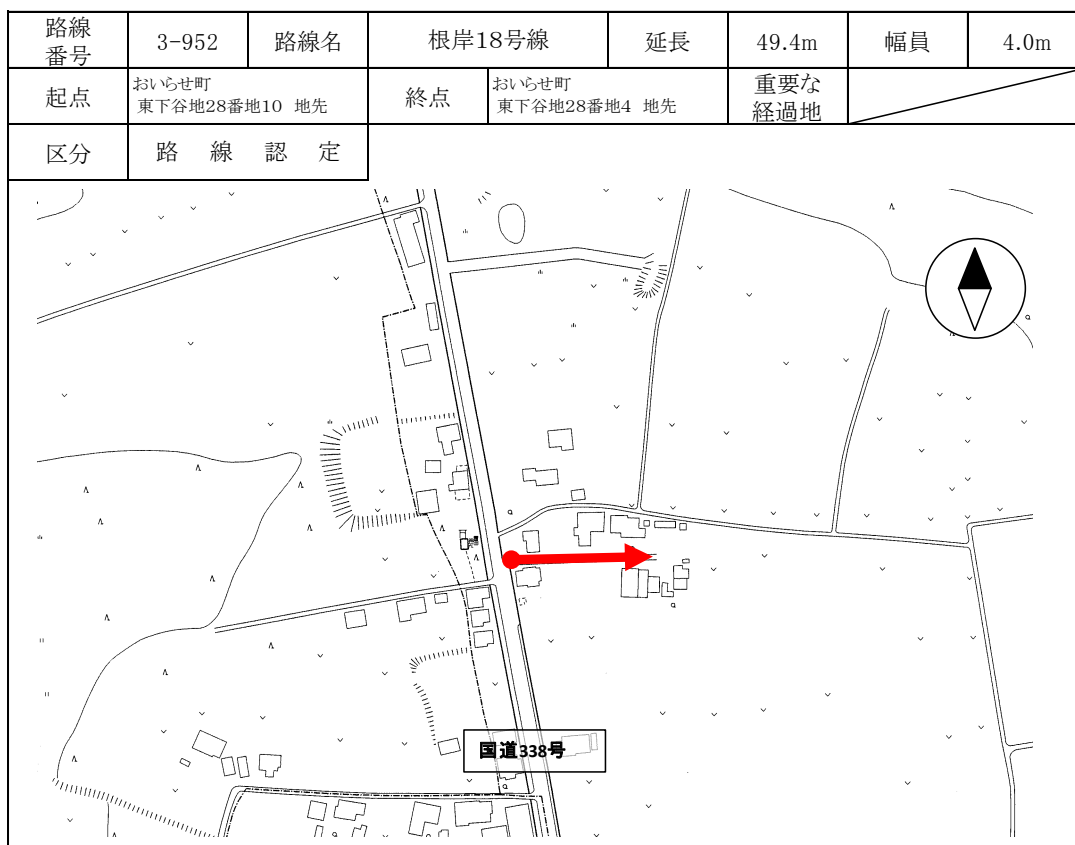 路線番号 3-952 路線名 根岸18号線 延長 49.4m 幅員 4.0m
起点 おいらせ町 東下谷地28番地10 地先 終点 おいらせ町 東下谷地28番地4 地先 重要な経過地
区分 路線認定
国道338号